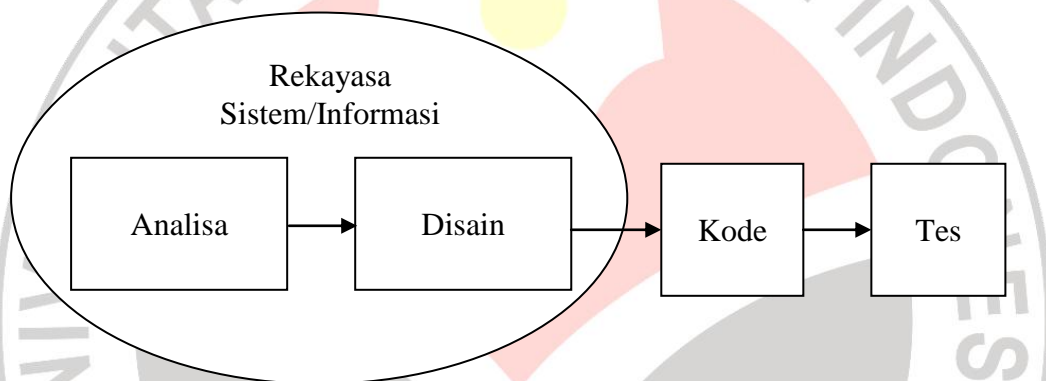 Rekayasa
Sistem/Informasi
Analisa
Disain
Kode
Tes